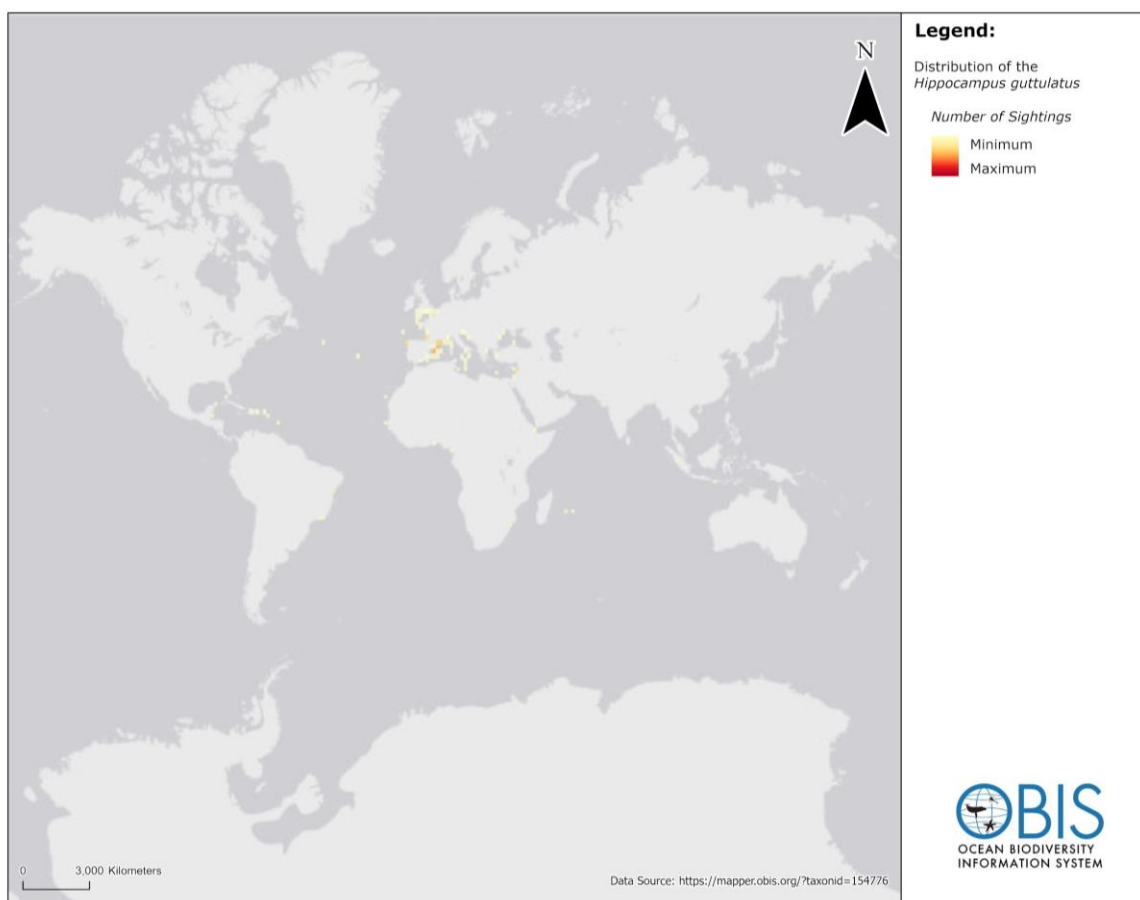 N
0 3,000 Kilometers
Data Source: https://mapper.obis.org/?taxonid=154776
Legend:
Distribution of the
Hippocampus guttulatus
Number of Sightings
Minimum
Maximum
OBIS
OCEAN BIODIVERSITY
INFORMATION SYSTEM